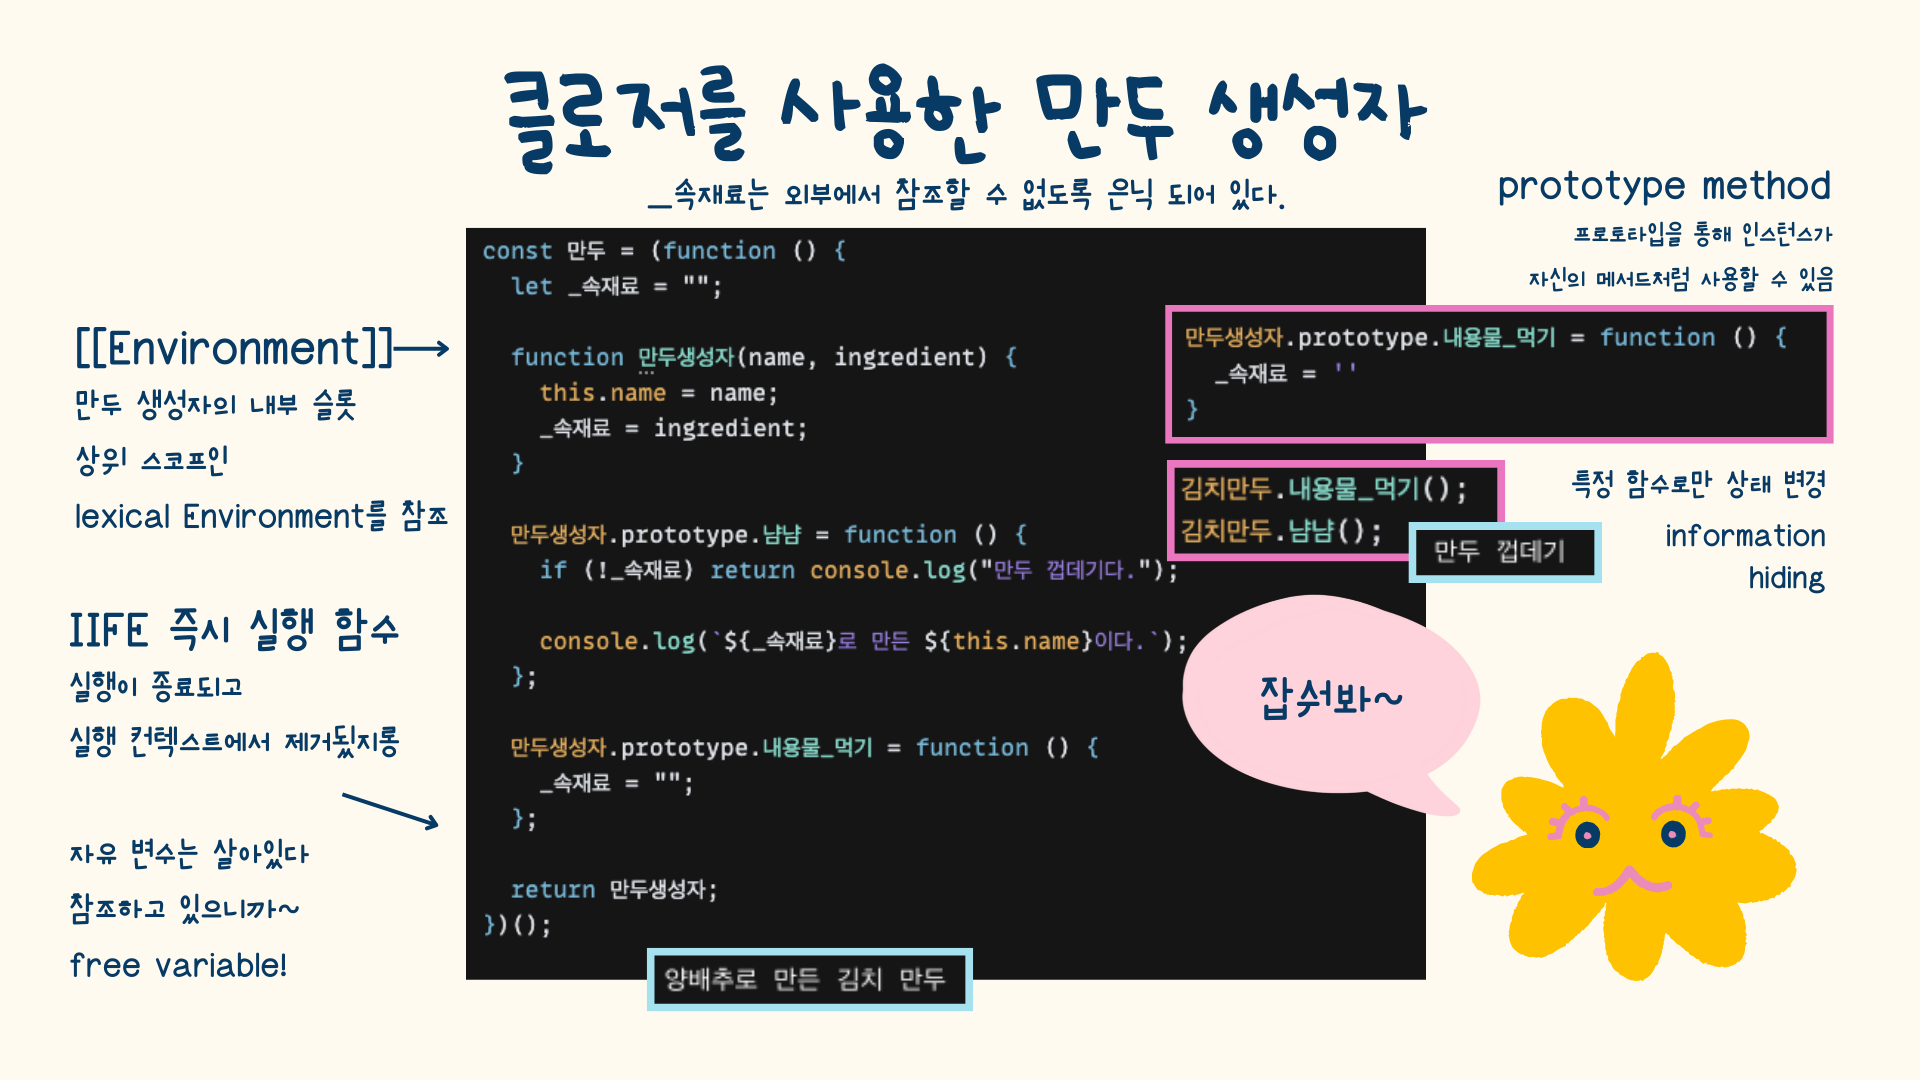 클로저를 사용한 만두 생성자
_속재료는 외부에서 참조할 수 없도록 은닉 되어 있다.
[[Environment]]
만두 생성자의 내부 슬롯
상위 스코프인
lexical Environment를 참조
IIFE 즉시 실행 함수
실행이 종료되고
실행 컨텍스트에서 제거됬지롱
자유 변수는 살아있다
참조하고 있으니까~
free variable!
const 만두 = (function () {
let _속재료 = "";
function 만두생성자(name, ingredient) {
this.name = name;
_속재료 = ingredient;
}
만두생성자.prototype.냠냠 = function () {
if (!_속재료) return console.log("만두 껍데기다.");
console.log(`${_속재료}로 만든 ${this.name}이다.`);
};
만두생성자.prototype.내용물_먹기 = function () {
_속재료 = "";
};
return 만두생성자;
})();
양배추로 만든 김치 만두
prototype method
프로토타입을 통해 인스턴스가
자신의 메서드처럼 사용할 수 있음
만두생성자.prototype.내용물_먹기 = function () {
_속재료 = ''
}
김치만두.내용물_먹기();
김치만두.냠냠();
만두 껍데기
특정 함수로만 상태 변경
information
hiding
잡숴봐~